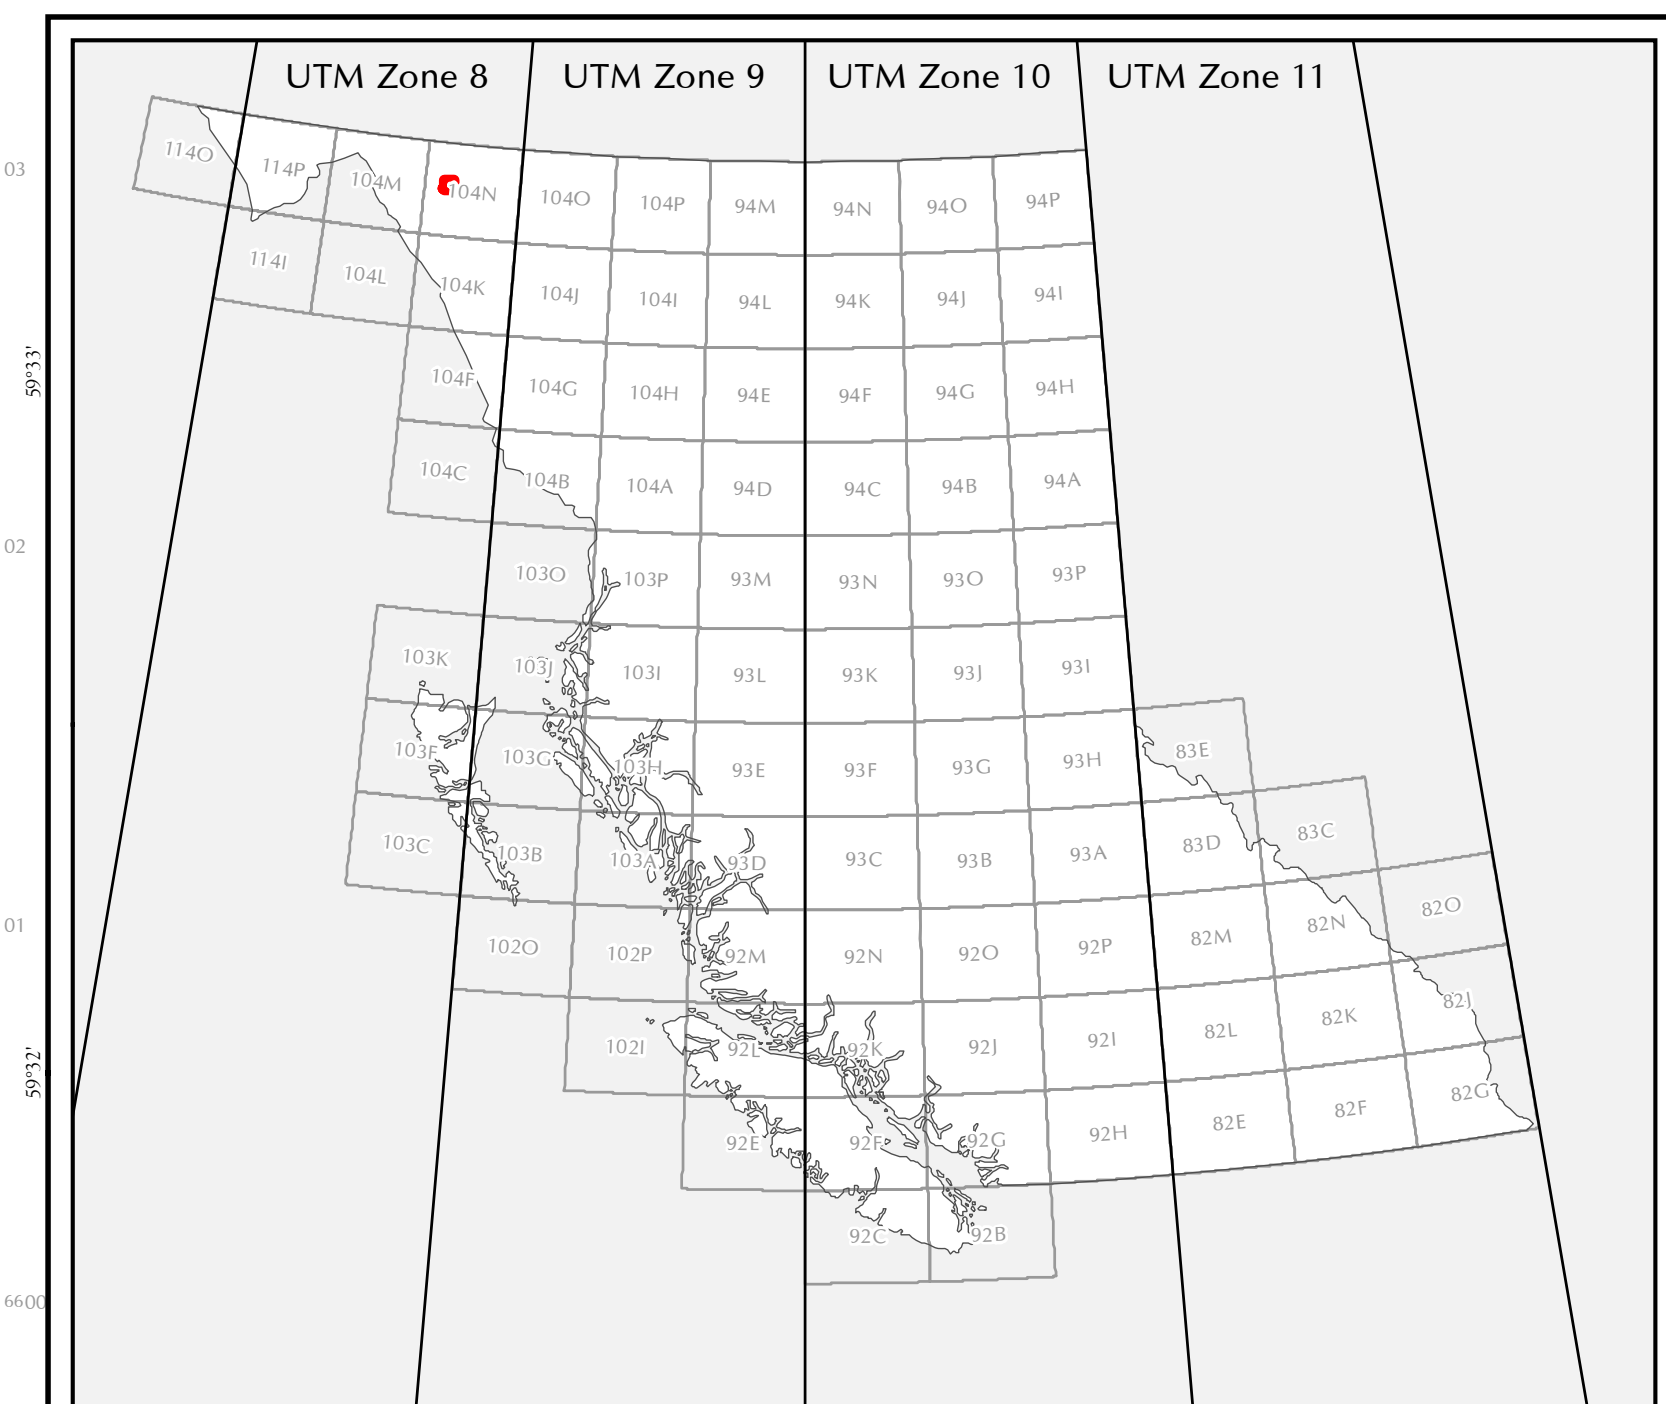 UTM Zone 8 UTM Zone 9 UTM Zone 10 UTM Zone 11
03
114O 114P 104M 104N 104O 104P 94M 94N 94O 94P
114I 104L 104K 104J 104I 94L 94K 94J 94I
59°33'
104F 104G 104H 94E 94F 94G 94H
104C 104B 104A 94D 94C 94B 94A
02
103O 103P 93M 93N 93O 93P
103K 103J 103I 93L 93K 93J 93I
103F 103G 103H 93E 93F 93G 93H 83E
103C 103B 103A 93D 93C 93B 93A 83D 83C
01
102O 102P 92M 92N 92O 92P 82M 82N 82O
102I 92L 92K 92J 92I 82L 82K 82J
59°32'
92E 92F 92G 92H 82E 82F 82G
92C 92B
6600